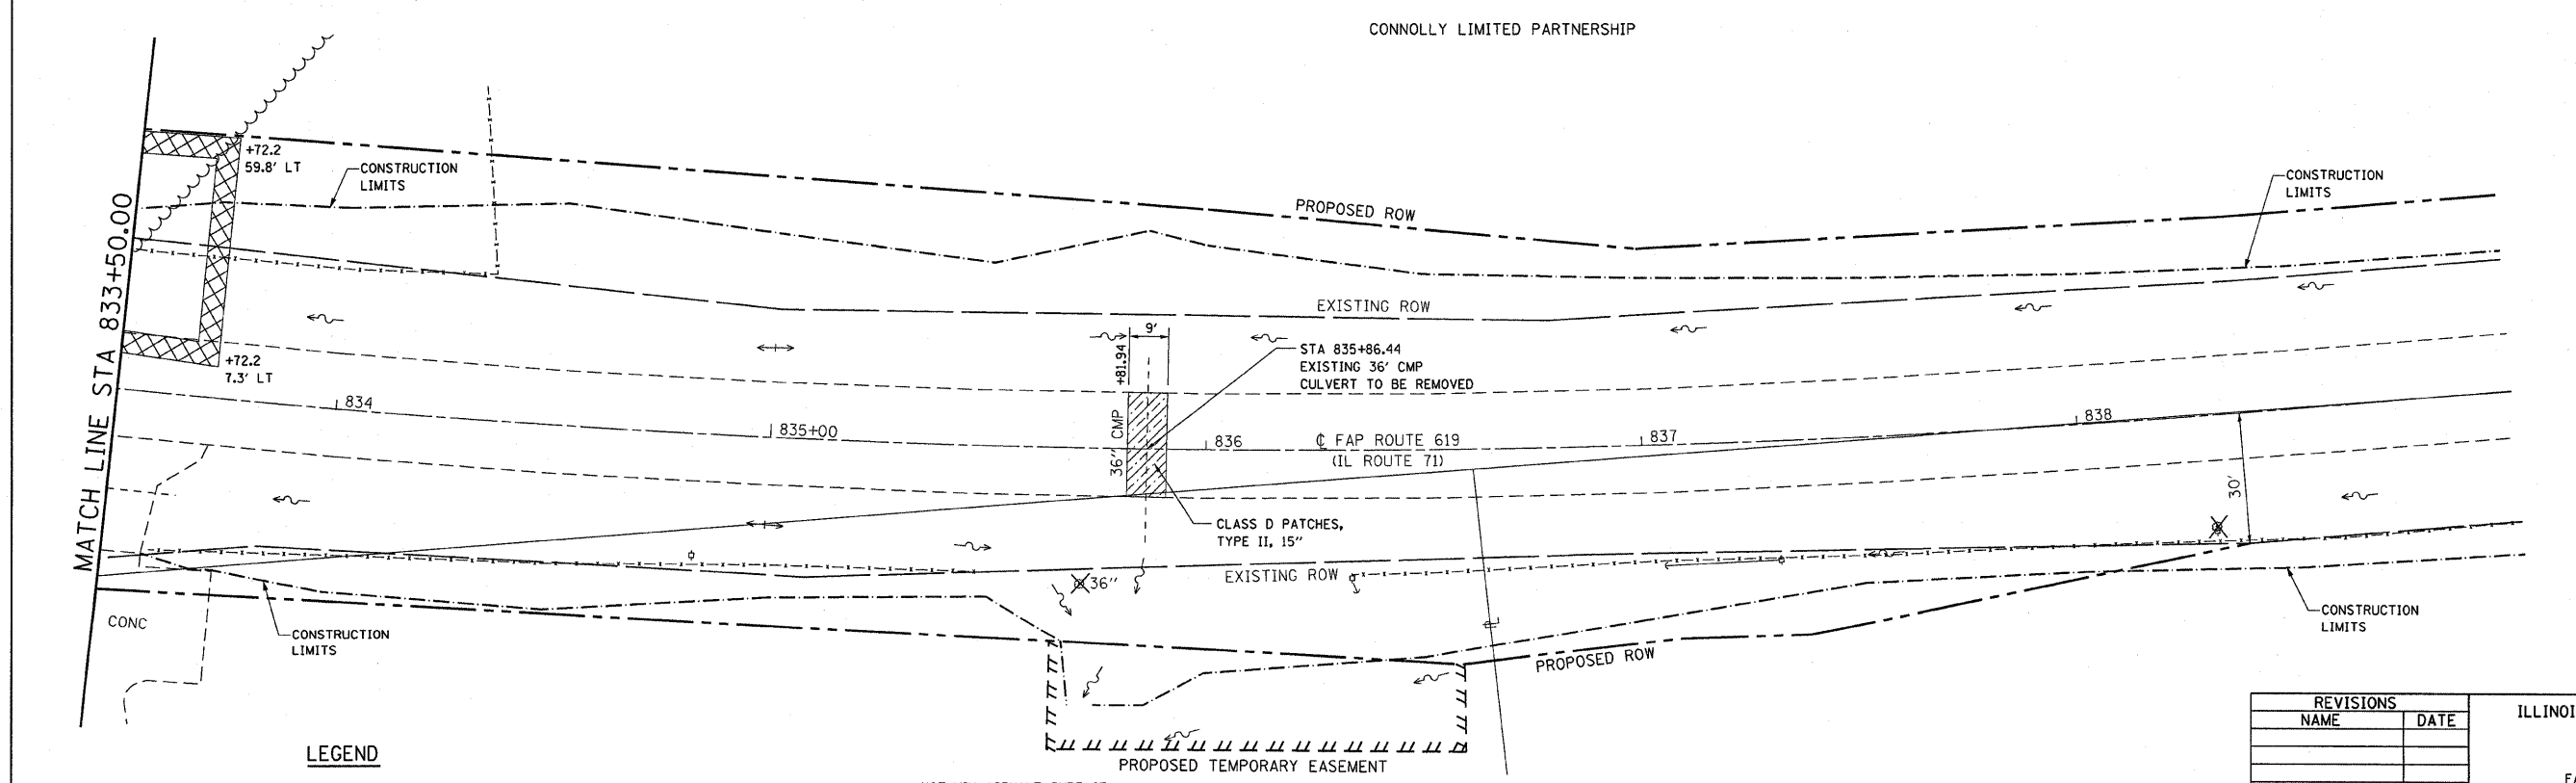 CONNOLLY LIMITED PARTNERSHIP
MATCH LINE STA 833+50.00
+72.2
59.8' LT
CONSTRUCTION
LIMITS
CONSTRUCTION
LIMITS
PROPOSED ROW
EXISTING ROW
9'
+81.94
STA 835+86.44
EXISTING 36' CMP
CULVERT TO BE REMOVED
+72.2
7.3' LT
834
835+00
36" CMP
836
℄ FAP ROUTE 619
(IL ROUTE 71)
837
838
30'
CLASS D PATCHES,
TYPE II, 15"
EXISTING ROW
36"
CONC
CONSTRUCTION
LIMITS
CONSTRUCTION
LIMITS
PROPOSED ROW
PROPOSED TEMPORARY EASEMENT
LEGEND
REVISIONS
NAME
DATE
ILLINOI